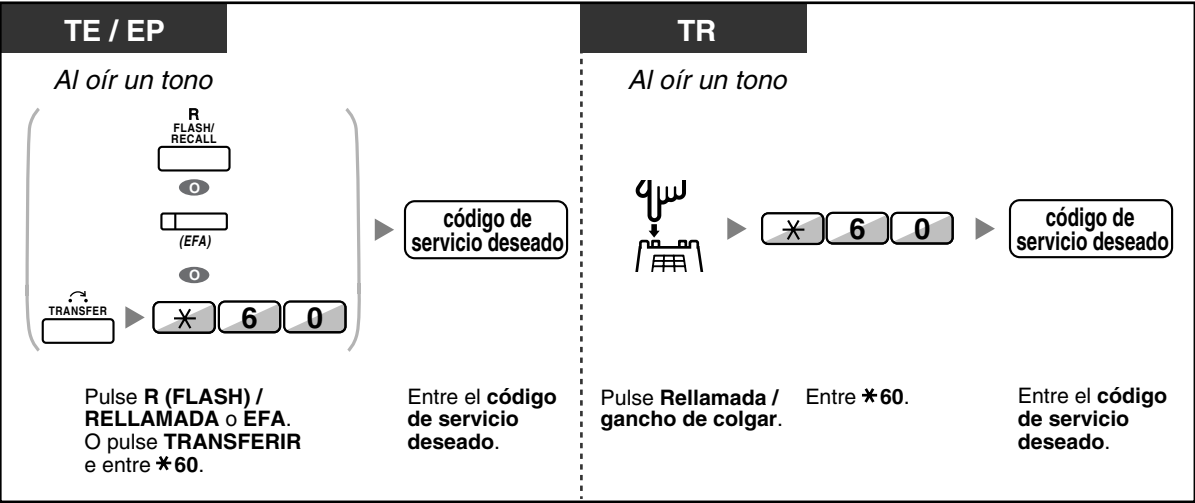 TE / EP
Al oír un tono
R
FLASH/
RECALL
O
(EFA)
O
TRANSFER
* 6 0
código de
servicio deseado
Pulse R (FLASH) /
RELLAMADA o EFA.
O pulse TRANSFERIR
e entre *60.
Entre el código
de servicio
deseado.
TR
Al oír un tono
* 6 0
código de
servicio deseado
Pulse Rellamada /
gancho de colgar.
Entre *60.
Entre el código
de servicio
deseado.